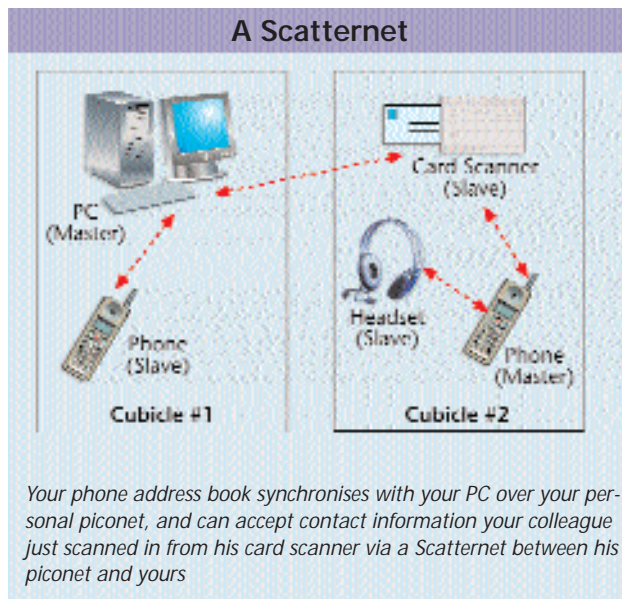 A Scatternet
Card Scanner
(Slave)
PC
(Master)
Headset
(Slave)
Phone
(Slave)
Phone
(Master)
Cubicle #1
Cubicle #2
Your phone address book synchronises with your PC over your per-
sonal piconet, and can accept contact information your colleague
just scanned in from his card scanner via a Scatternet between his
piconet and yours